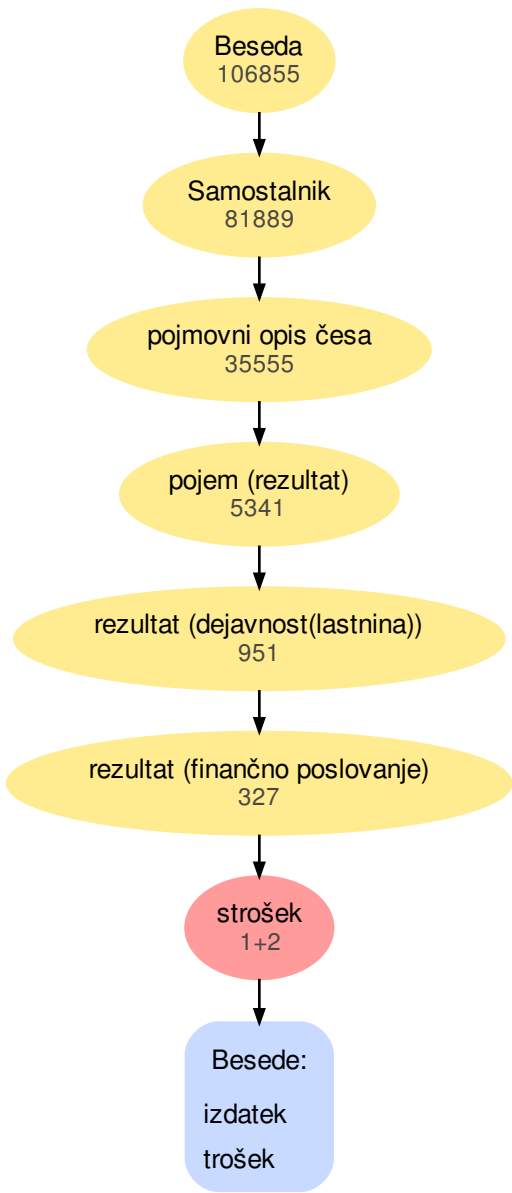 Beseda
106855
Samostalnik
81889
pojmovni opis česa
35555
pojem (rezultat)
5341
rezultat (dejavnost(lastnina))
951
rezultat (finančno poslovanje)
327
strošek
1+2
Besede:
izdatek
trošek